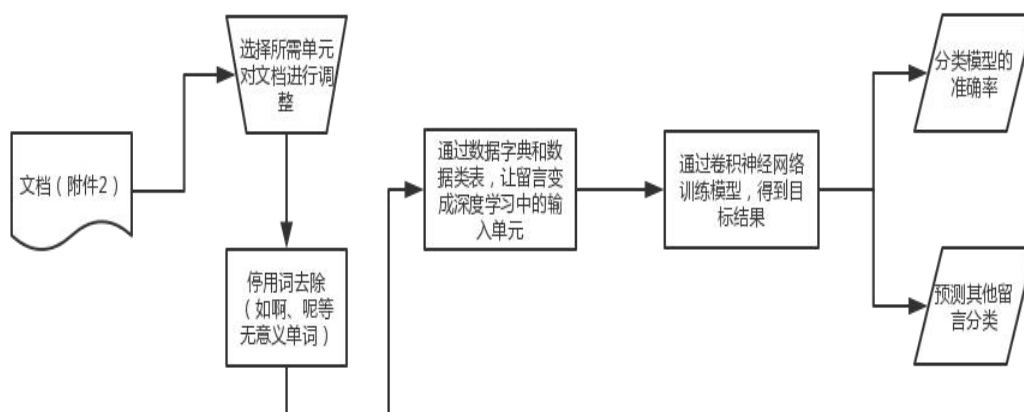 文档（附件2）
选择所需单元
对文档进行调
整
停用词去除
（如啊、呢等
无意义单词）
通过数据字典和数
据类表，让留言变
成深度学习中的输
入单元
通过卷积神经网络
训练模型，得到目
标结果
分类模型的
准确率
预测其他留
言分类